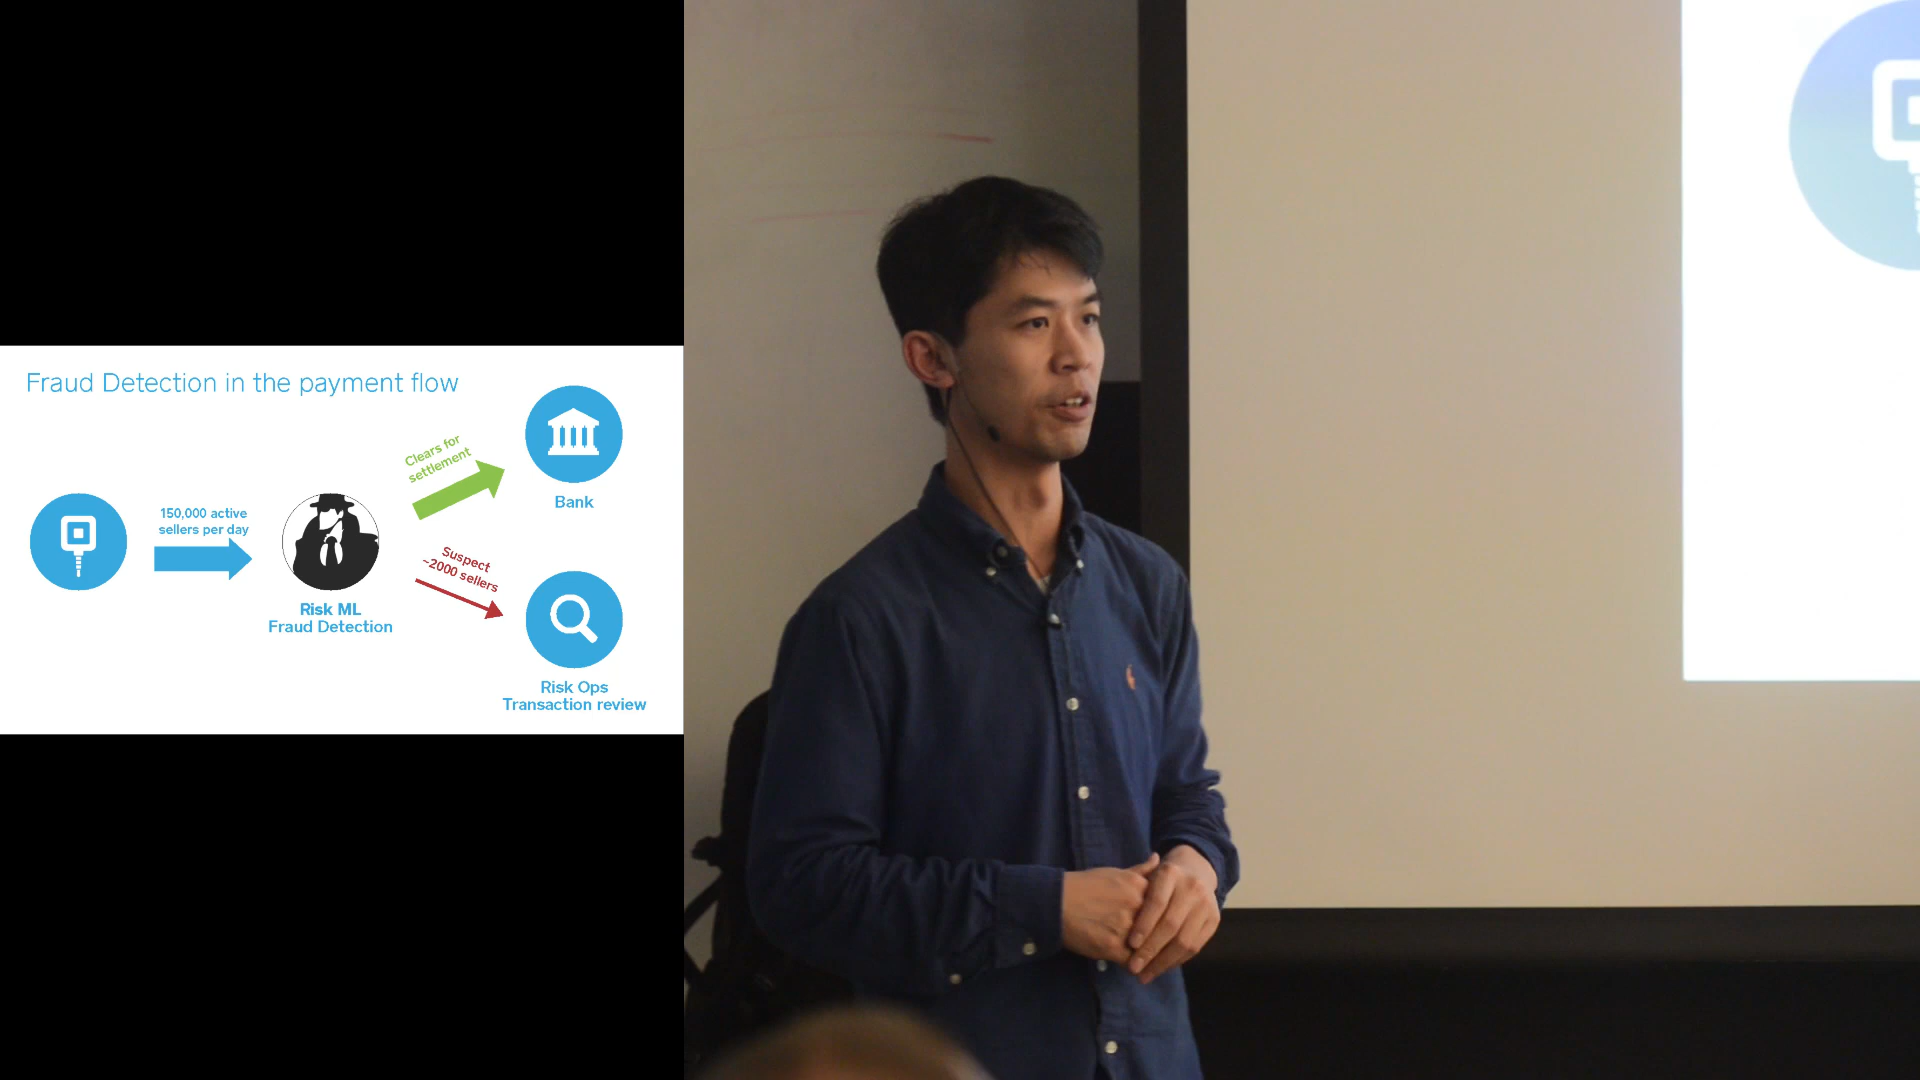 Fraud Detection in the payment flow
150,000 active
sellers per day
Risk ML
Fraud Detection
Clears for
settlement
Bank
Suspect
~2000 sellers
Risk Ops
Transaction review